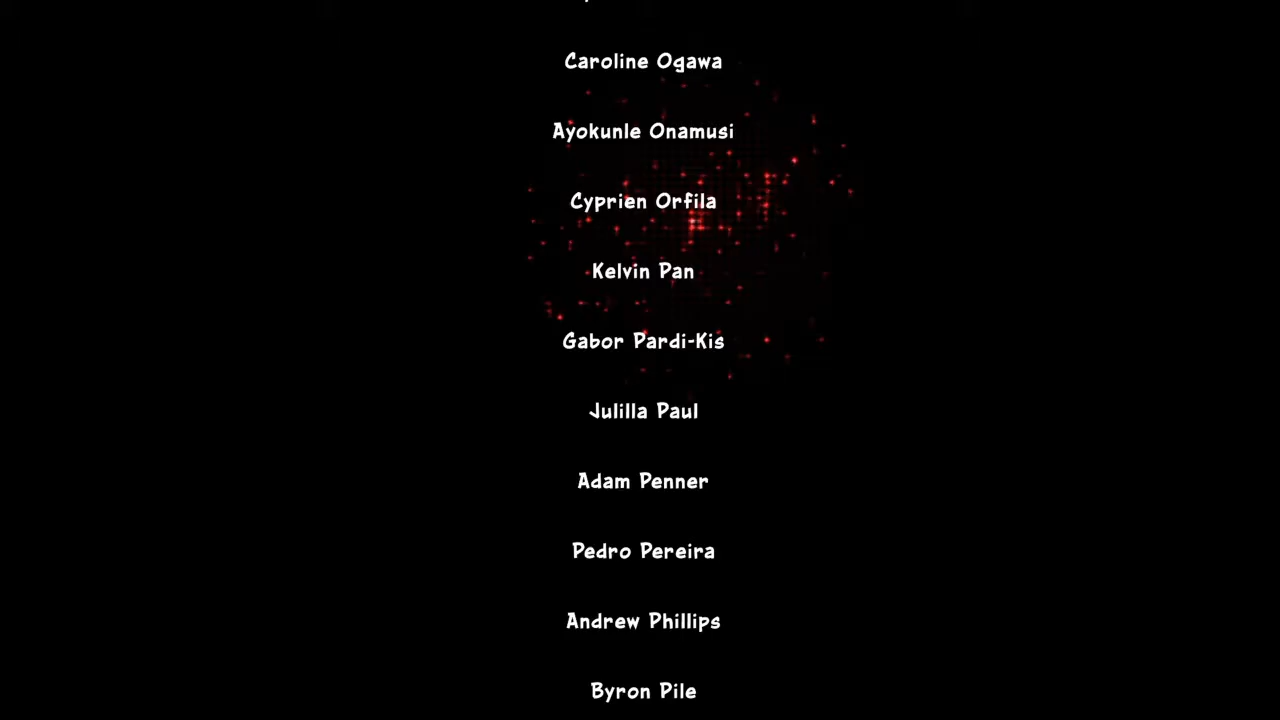 Caroline Ogawa
Ayokunle Onamusi
Cyprien Orfila
Kelvin Pan
Gabor Pardi-Kis
Julilla Paul
Adam Penner
Pedro Pereira
Andrew Phillips
Byron Pile